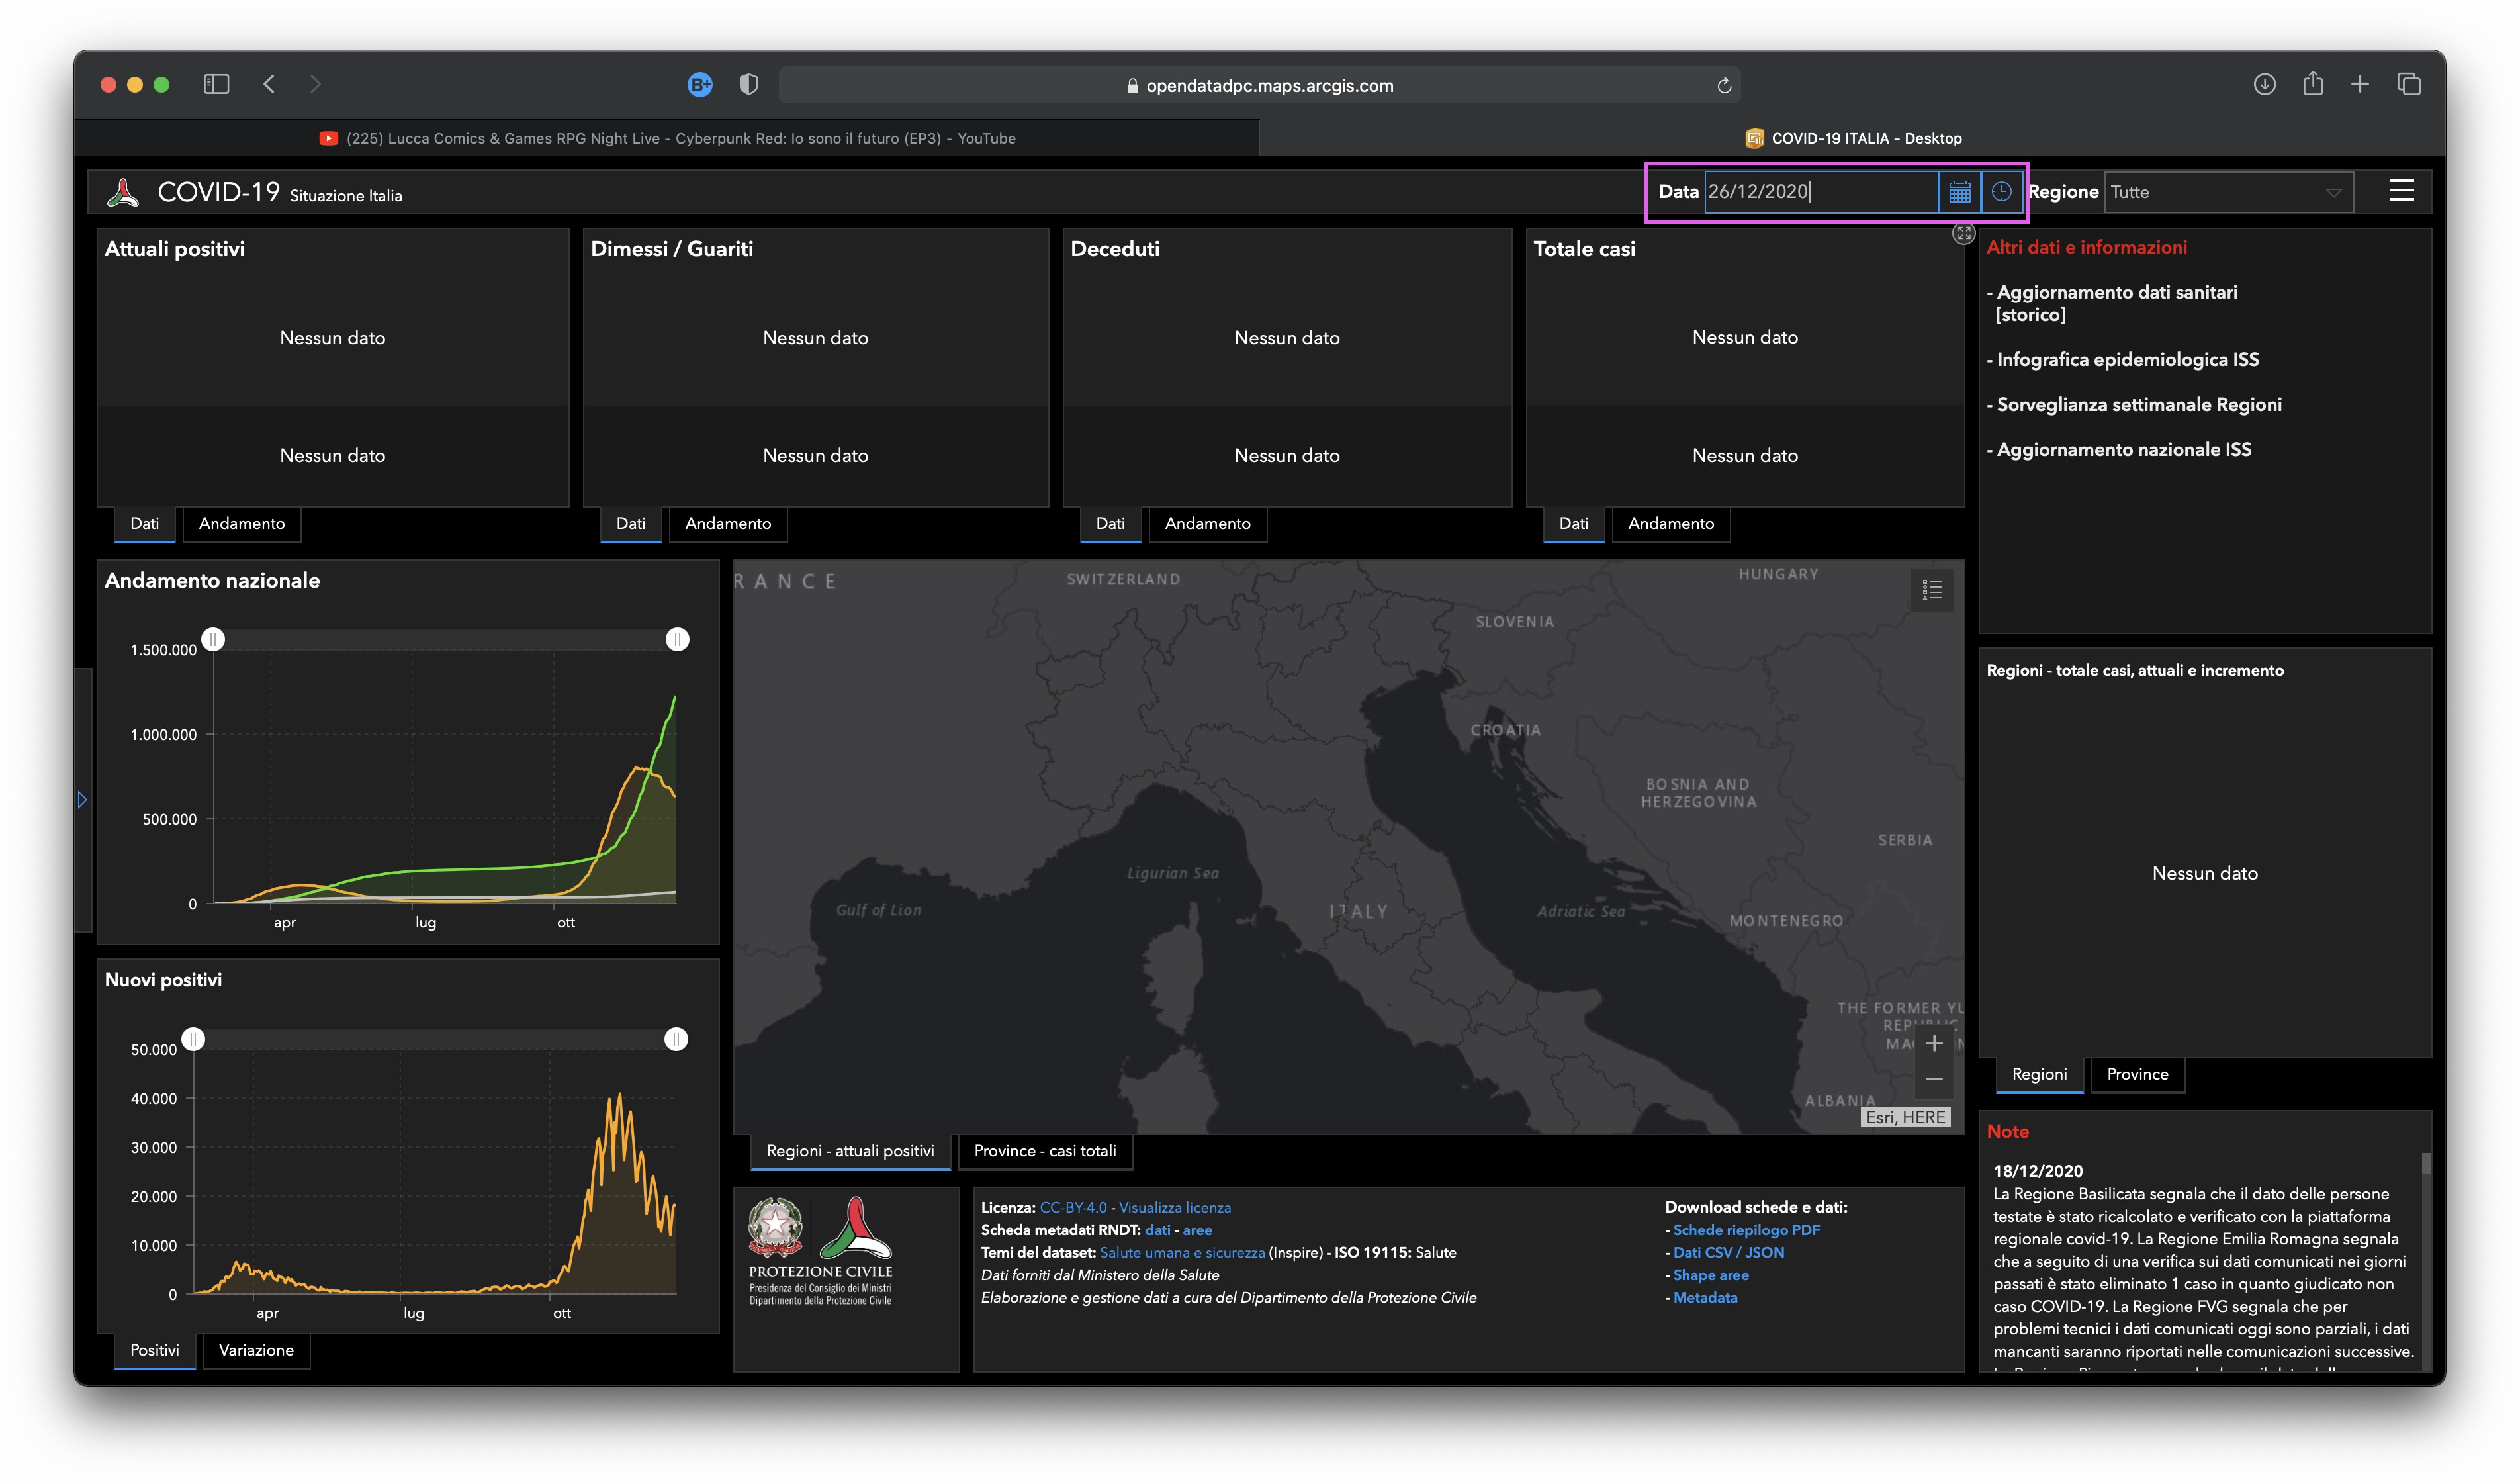 B+
opendatadpc.maps.arcgis.com
(225) Lucca Comics & Games RPG Night Live - Cyberpunk Red: Io sono il futuro (EP3) - YouTube
COVID-19 ITALIA - Desktop
COVID-19 Situazione Italia
Data 26/12/2020
Regione Tutte
Attuali positivi
Nessun dato
Nessun dato
Dati Andamento
Dimessi / Guariti
Nessun dato
Nessun dato
Dati Andamento
Deceduti
Nessun dato
Nessun dato
Dati Andamento
Totale casi
Nessun dato
Nessun dato
Dati Andamento
Altri dati e informazioni
- Aggiornamento dati sanitari
[storico]
- Infografica epidemiologica ISS
- Sorveglianza settimanale Regioni
- Aggiornamento nazionale ISS
Andamento nazionale
1.500.000
1.000.000
500.000
0
apr lug ott
Nuovi positivi
50.000
40.000
30.000
20.000
10.000
0
apr lug ott
Positivi Variazione
RANCE
SWITZERLAND
HUNGARY
SLOVENIA
CROATIA
BOSNIA AND
HERZEGOVINA
SERBIA
Ligurian Sea
Gulf of Lion
ITALY
Adriatic Sea
MONTENEGRO
THE FORMER YU
ALBANIA
+
−
Esri, HERE
Regioni - attuali positivi Province - casi totali
Regioni - totale casi, attuali e incremento
Nessun dato
Regioni Province
PROTEZIONE CIVILE
Presidenza del Consiglio dei Ministri
Dipartimento della Protezione Civile
Licenza: CC-BY-4.0 - Visualizza licenza
Scheda metadati RNDT: dati - aree
Temi del dataset: Salute umana e sicurezza (Inspire) - ISO 19115: Salute
Dati forniti dal Ministero della Salute
Elaborazione e gestione dati a cura del Dipartimento della Protezione Civile
Download schede e dati:
- Schede riepilogo PDF
- Dati CSV / JSON
- Shape aree
- Metadata
Note
18/12/2020
La Regione Basilicata segnala che il dato delle persone
testate è stato ricalcolato e verificato con la piattaforma
regionale covid-19. La Regione Emilia Romagna segnala
che a seguito di una verifica sui dati comunicati nei giorni
passati è stato eliminato 1 caso in quanto giudicato non
caso COVID-19. La Regione FVG segnala che per
problemi tecnici i dati comunicati oggi sono parziali, i dati
mancanti saranno riportati nelle comunicazioni successive.